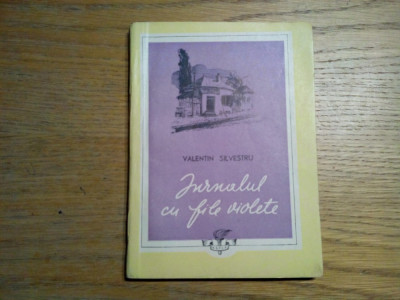 VALENTIN SILVESTRU
Jurnalul
cu file violete